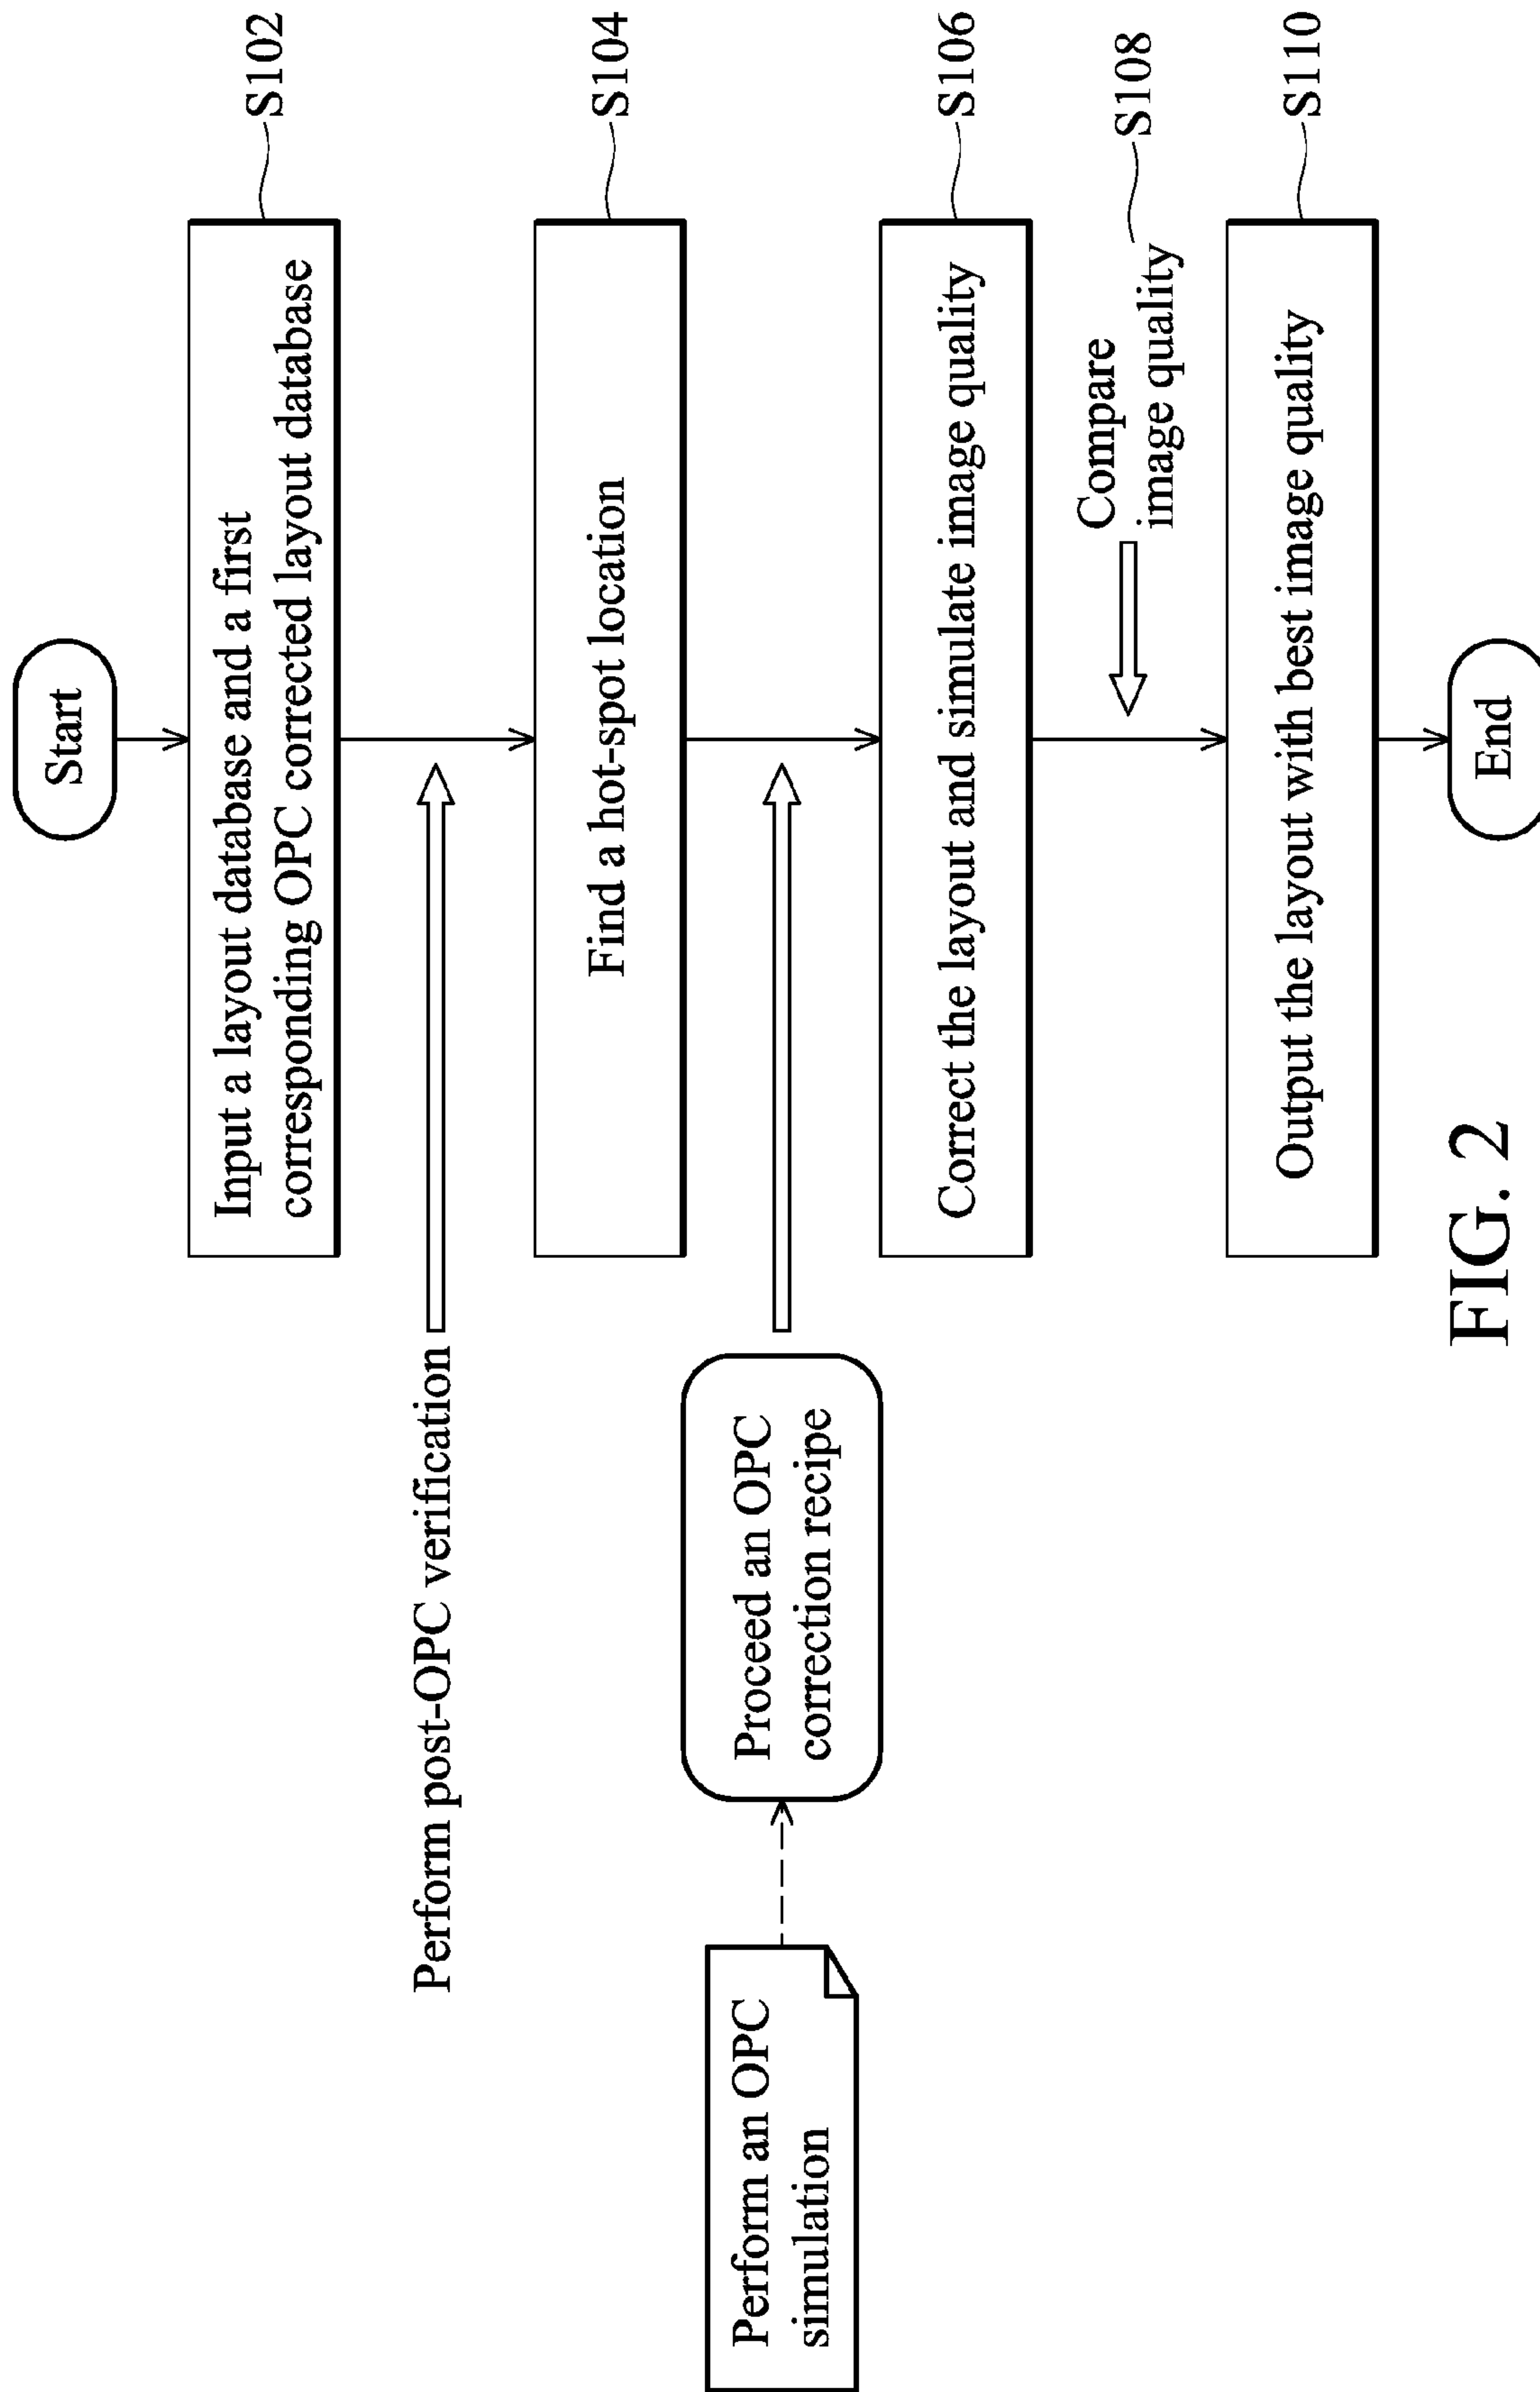 Start
Input a layout database and a first
corresponding OPC corrected layout database
S102
Perform post-OPC verification
Find a hot-spot location
S104
Perform an OPC
simulation
Proceed an OPC
correction recipe
Correct the layout and simulate image quality
S106
Compare
image quality
S108
Output the layout with best image quality
S110
End
FIG. 2